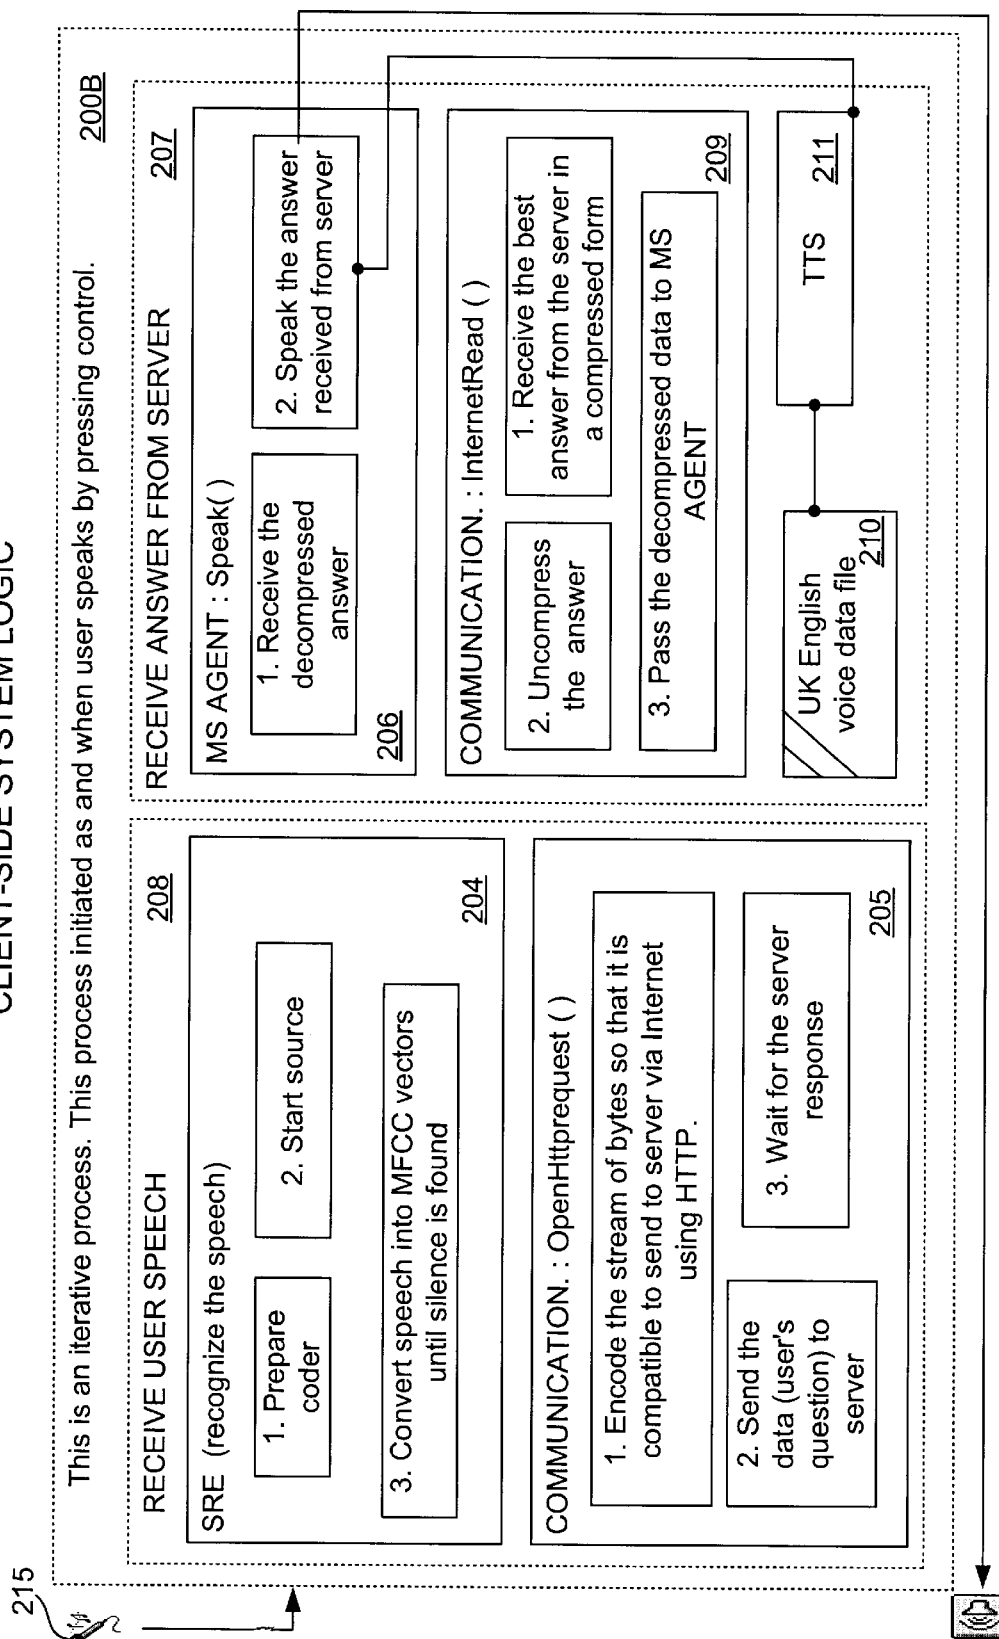 CLIENT-SIDE SYSTEM LOGIC
215
This is an iterative process. This process initiated as and when user speaks by pressing control.
200B
RECEIVE USER SPEECH
208
SRE (recognize the speech)
1. Prepare
coder
2. Start source
3. Convert speech into MFCC vectors
until silence is found
204
COMMUNICATION. : OpenHttprequest ( )
1. Encode the stream of bytes so that it is
compatible to send to server via Internet
using HTTP.
2. Send the
data (user's
question) to
server
3. Wait for the server
response
205
RECEIVE ANSWER FROM SERVER
207
MS AGENT : Speak( )
1. Receive the
decompressed
answer
2. Speak the answer
received from server
206
COMMUNICATION. : InternetRead ( )
2. Uncompress
the answer
1. Receive the best
answer from the server in
a compressed form
3. Pass the decompressed data to MS
AGENT
209
UK English
voice data file
210
TTS
211